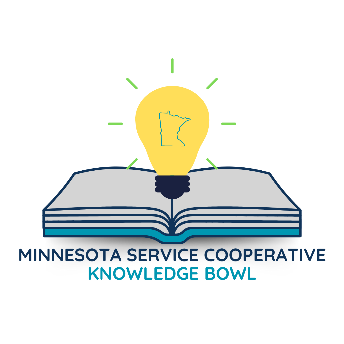 MINNESOTA SERVICE COOPERATIVE
KNOWLEDGE BOWL